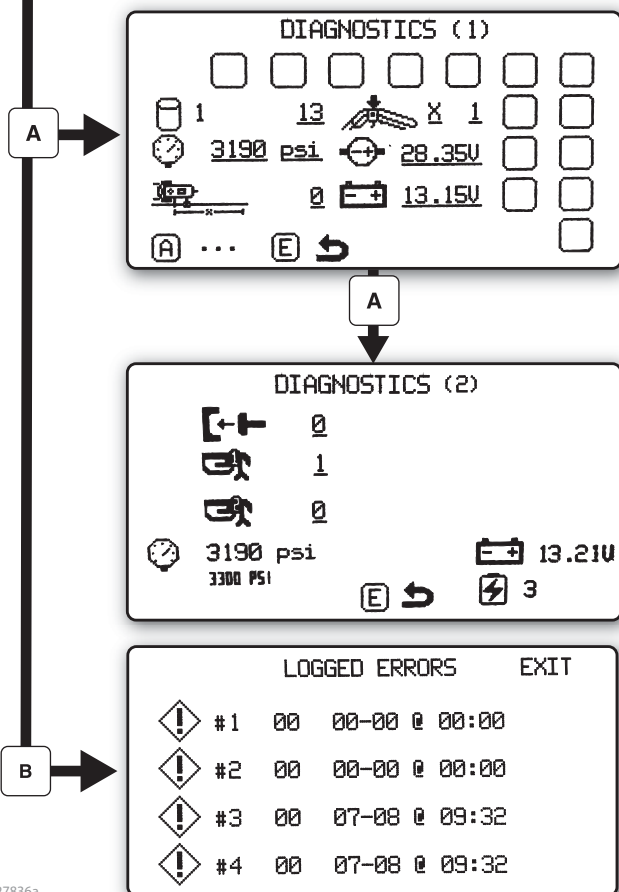 DIAGNOSTICS (1)
1 13 X 1
A
3190 psi 28.35V
0 - + 13.15V
A ... E
A
DIAGNOSTICS (2)
0
1
0
3190 psi - + 13.21V
3300 PSI
E 3
LOGGED ERRORS EXIT
#1 00 00-00 @ 00:00
B #2 00 00-00 @ 00:00
#3 00 07-08 @ 09:32
#4 00 07-08 @ 09:32